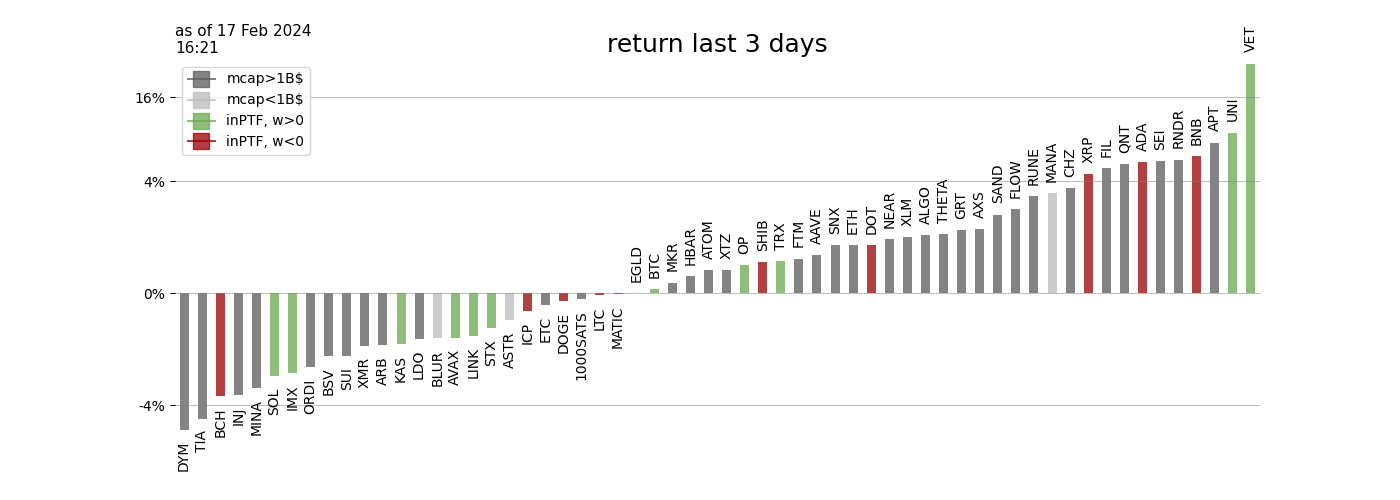 as of 17 Feb 2024
16:21
return last 3 days
mcap>1B$
mcap<1B$
inPTF, w>0
inPTF, w<0
16%
4%
0%
-4%
DYM
TIA
BCH
INJ
MINA
SOL
IMX
ORDI
BSV
SUI
XMR
ARB
KAS
LDO
BLUR
AVAX
LINK
STX
ASTR
ICP
ETC
DOGE
1000SATS
LTC
MATIC
EGLD
BTC
MKR
HBAR
ATOM
XTZ
OP
SHIB
TRX
FTM
AAVE
SNX
ETH
DOT
NEAR
XLM
ALGO
THETA
GRT
AXS
SAND
FLOW
RUNE
MANA
CHZ
XRP
FIL
QNT
ADA
SEI
RNDR
BNB
APT
UNI
VET